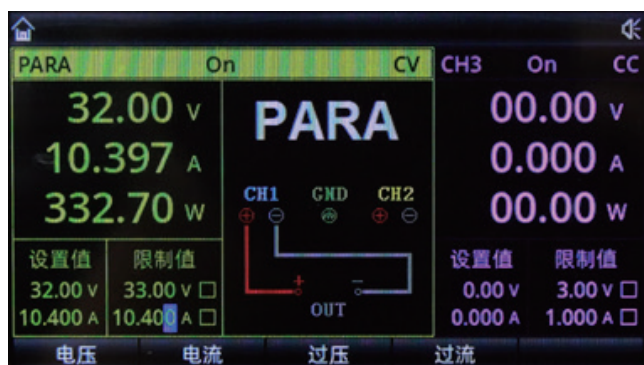 PARA On CV
32.00 V
10.397 A
332.70 W
设置值 限制值
32.00 V 33.00 V
10.400 A 10.400 A
PARA
CH1 GND CH2
+ -
OUT
CH3 On CC
00.00 V
0.000 A
00.00 W
设置值 限制值
0.00 V 3.00 V
0.000 A 1.000 A
电压 电流 过压 过流